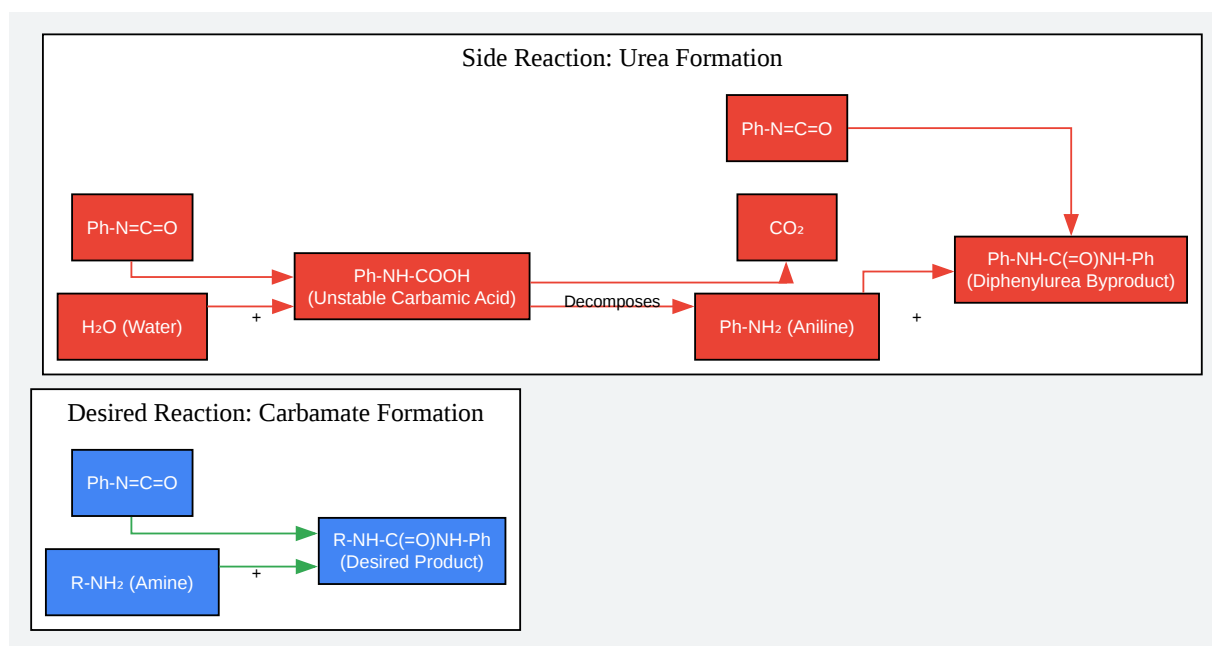 Side Reaction: Urea Formation
Ph-N=C=O
Ph-N=C=O
CO₂
Ph-NH-COOH
(Unstable Carbamic Acid)
Ph-NH-C(=O)NH-Ph
(Diphenylurea Byproduct)
H₂O (Water)
+
Decomposes
Ph-NH₂ (Aniline)
+
Desired Reaction: Carbamate Formation
Ph-N=C=O
R-NH-C(=O)NH-Ph
(Desired Product)
R-NH₂ (Amine)
+